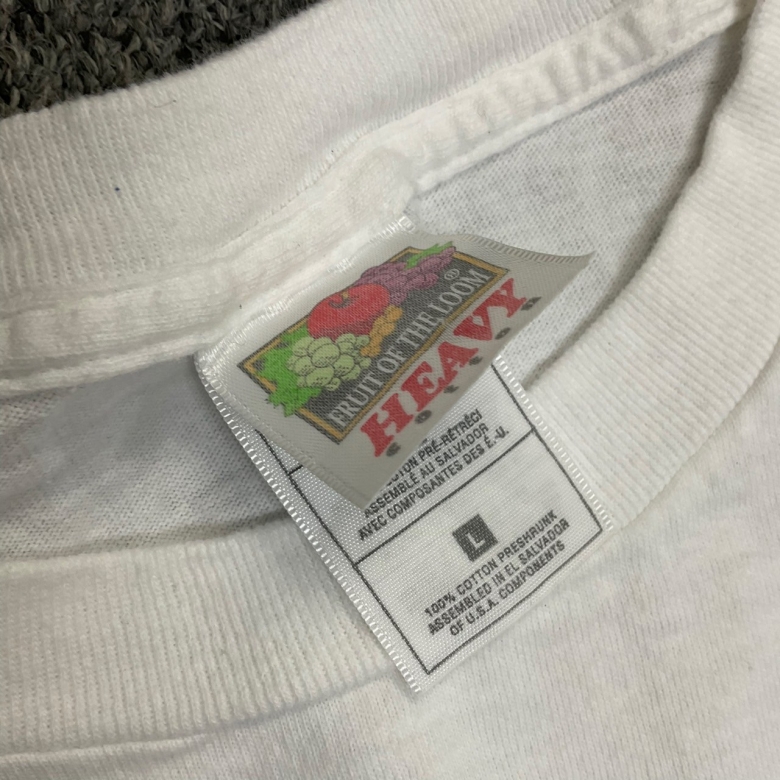 FRUIT OF THE LOOM®
HEAVY
COTTON
COTON PRÉ-RÉTRÉCI
ASSEMBLÉ AU SALVADOR
AVEC COMPOSANTES DES É.-U.
L
100% COTTON PRESHRUNK
ASSEMBLED IN EL SALVADOR
OF U.S.A. COMPONENTS